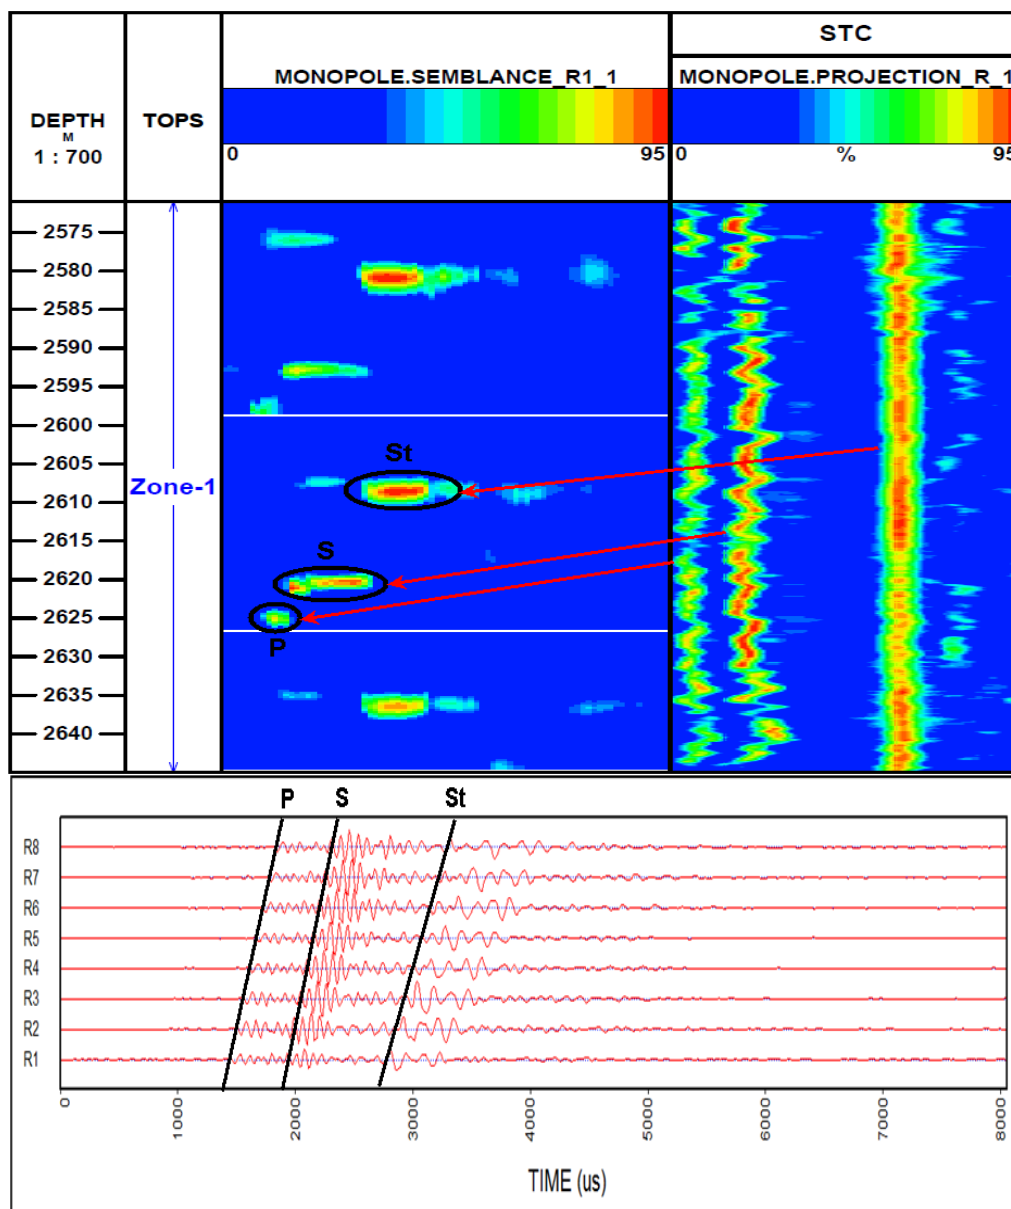 STC
MONOPOLE.SEMBLANCE_R1_1
MONOPOLE.PROJECTION_R_1
DEPTH
M
1 : 700
TOPS
0
95
0
%
95
2575
2580
2585
2590
2595
2600
2605
2610
2615
2620
2625
2630
2635
2640
Zone-1
St
S
P
P
S
St
R8
R7
R6
R5
R4
R3
R2
R1
0
1000
2000
3000
4000
5000
6000
7000
8000
TIME (us)